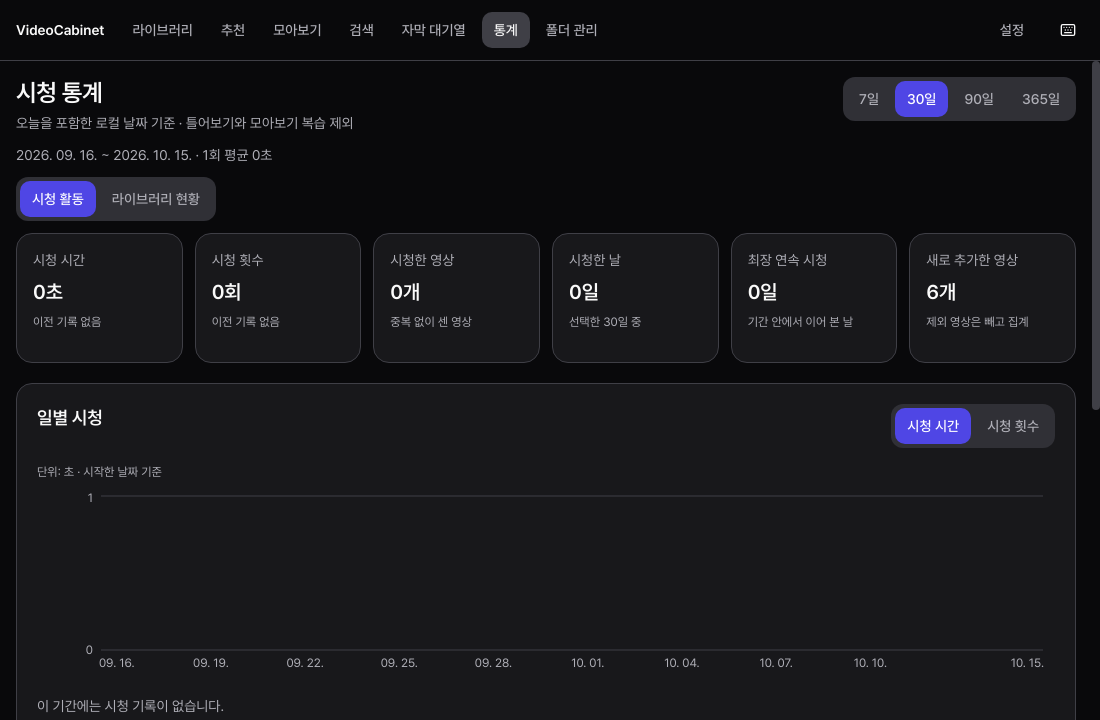 VideoCabinet 라이브러리 추천 모아보기 검색 자막 대기열 통계 폴더 관리 설정
시청 통계
7일 30일 90일 365일
오늘을 포함한 로컬 날짜 기준 · 틀어보기와 모아보기 복습 제외
2026. 09. 16. ~ 2026. 10. 15. · 1회 평균 0초
시청 활동 라이브러리 현황
시청 시간 시청 횟수 시청한 영상 시청한 날 최장 연속 시청 새로 추가한 영상
0초 0회 0개 0일 0일 6개
이전 기록 없음 이전 기록 없음 중복 없이 센 영상 선택한 30일 중 기간 안에서 이어 본 날 제외 영상은 빼고 집계
일별 시청
시청 시간 시청 횟수
단위: 초 · 시작한 날짜 기준
1
0
09. 16. 09. 19. 09. 22. 09. 25. 09. 28. 10. 01. 10. 04. 10. 07. 10. 10. 10. 15.
이 기간에는 시청 기록이 없습니다.